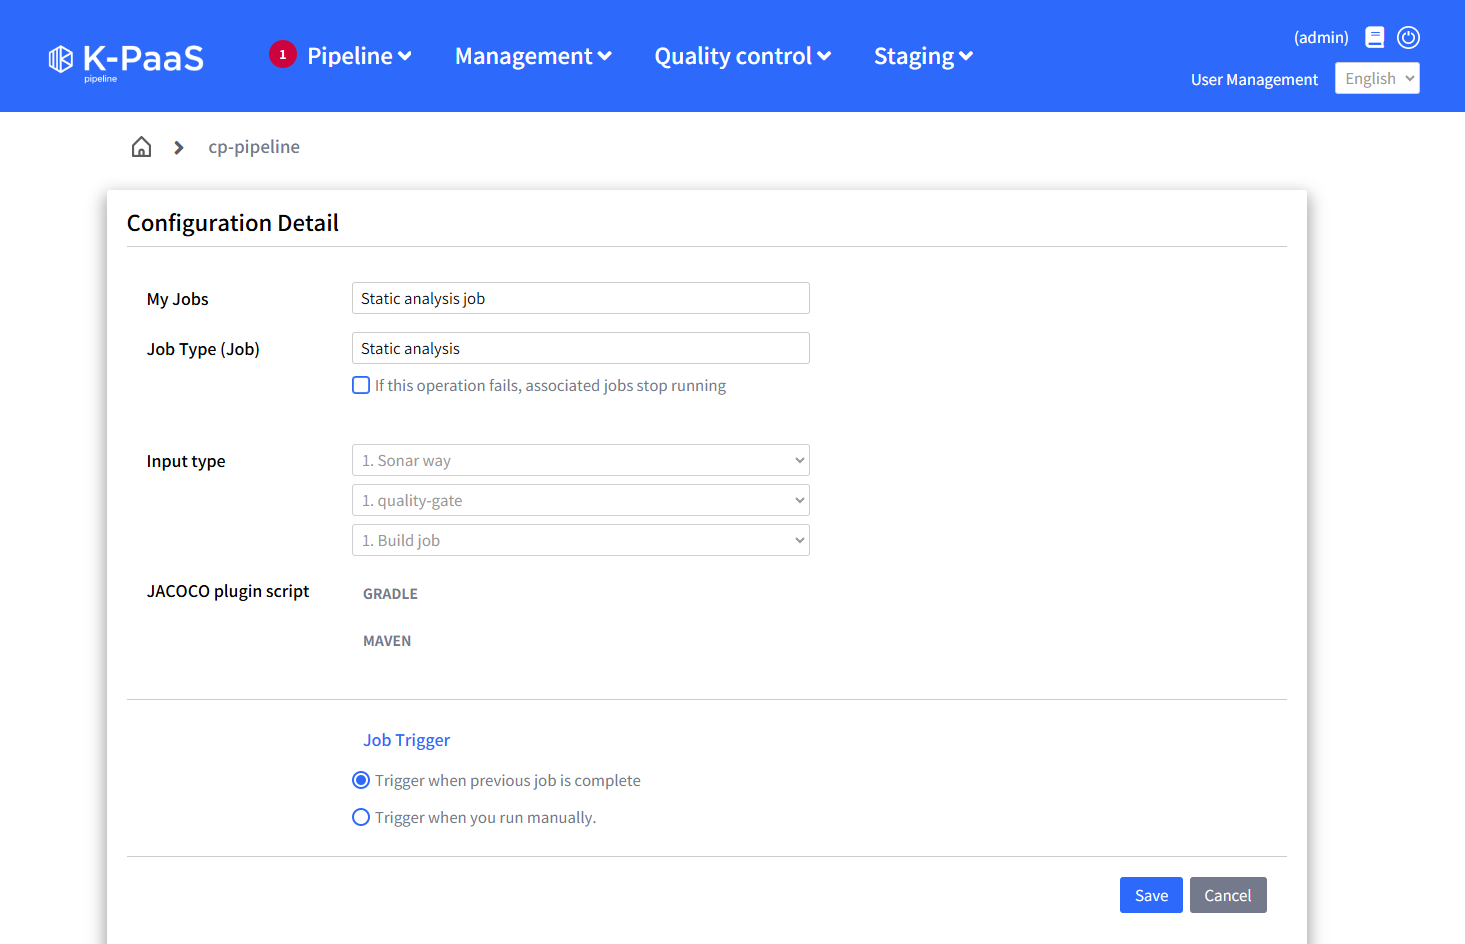 K-PaaS
pipeline
1 Pipeline Management Quality control Staging
(admin)
User Management English
cp-pipeline
Configuration Detail
My Jobs Static analysis job
Job Type (Job) Static analysis
If this operation fails, associated jobs stop running
Input type 1. Sonar way
1. quality-gate
1. Build job
JACOCO plugin script GRADLE
MAVEN
Job Trigger
Trigger when previous job is complete
Trigger when you run manually.
Save Cancel